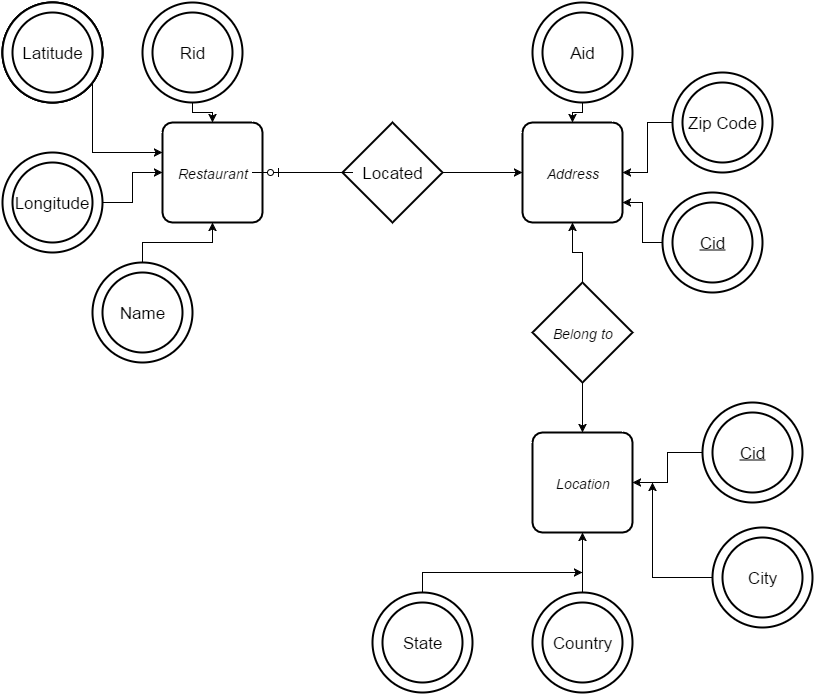 Latitude
Rid
Aid
Zip Code
Restaurant
Located
Address
Longitude
Cid
Name
Belong to
Cid
Location
City
State
Country